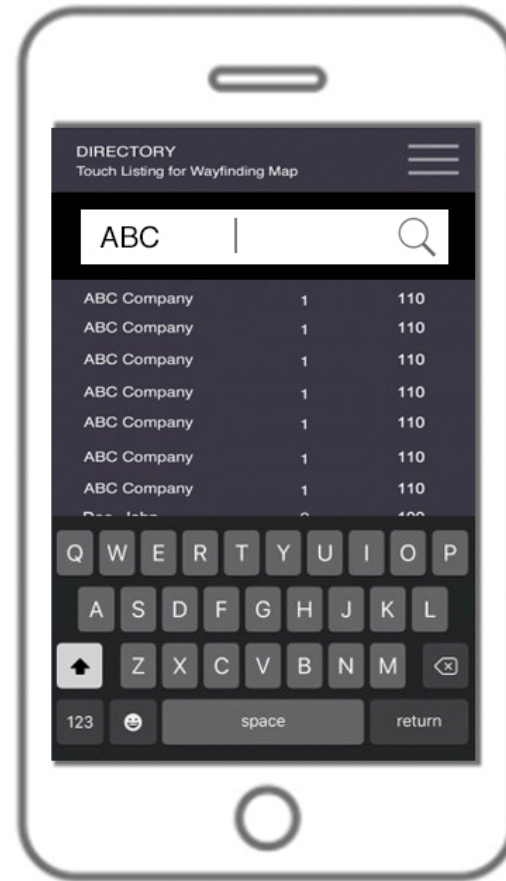 DIRECTORY
Touch Listing for Wayfinding Map
ABC
ABC Company 1 110
ABC Company 1 110
ABC Company 1 110
ABC Company 1 110
ABC Company 1 110
ABC Company 1 110
ABC Company 1 110
Q W E R T Y U I O P
A S D F G H J K L
Z X C V B N M
123 space return